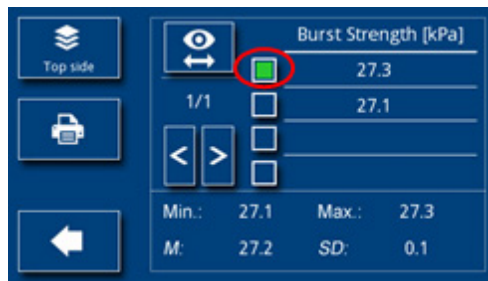 Top side
Burst Strength [kPa]
27.3
1/1
27.1
< >
Min.: 27.1 Max.: 27.3
M: 27.2 SD: 0.1